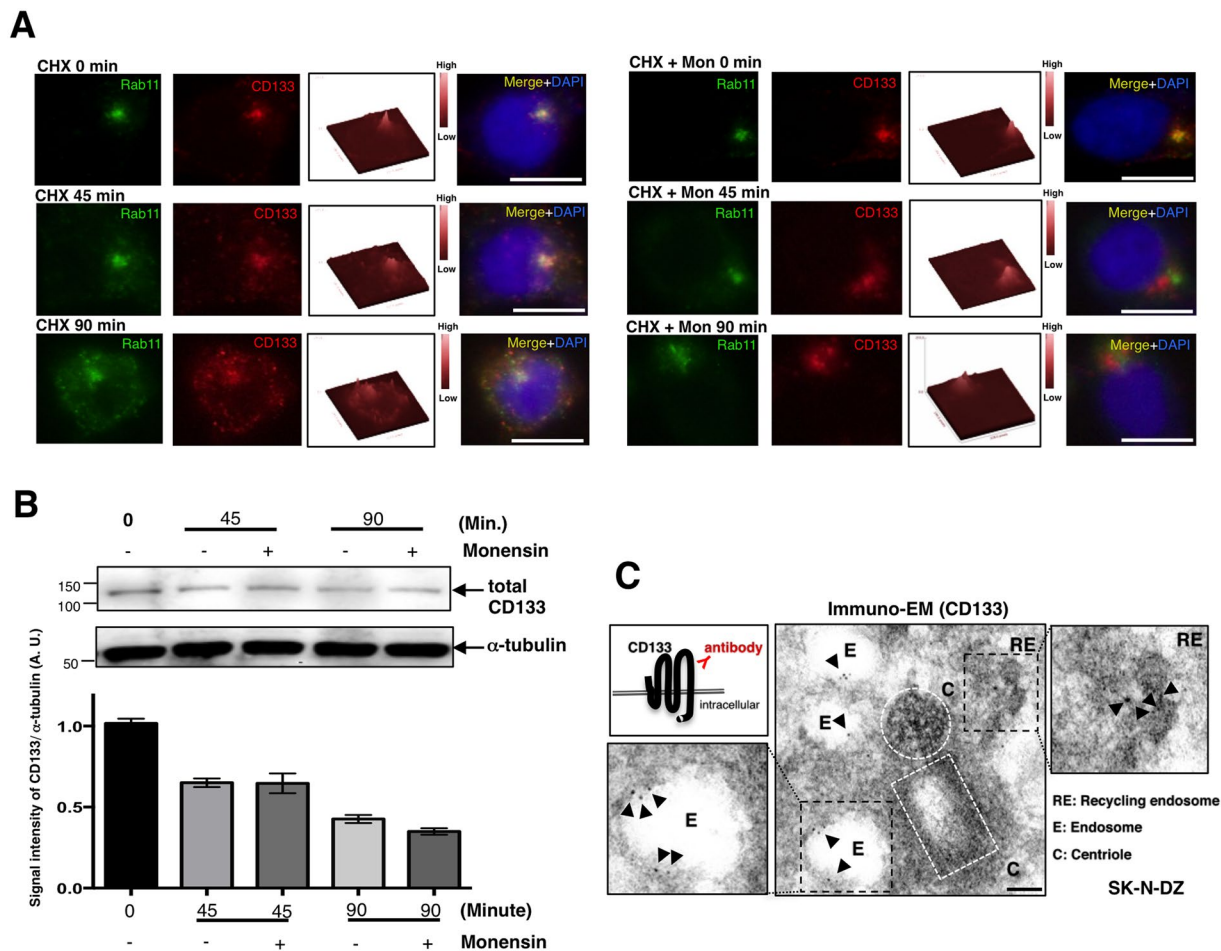 A
CHX 0 min
Rab11
CD133
High
Low
Merge+DAPI
CHX 45 min
Rab11
CD133
High
Low
Merge+DAPI
CHX 90 min
Rab11
CD133
High
Low
Merge+DAPI
CHX + Mon 0 min
Rab11
CD133
High
Low
Merge+DAPI
CHX + Mon 45 min
Rab11
CD133
High
Low
Merge+DAPI
CHX + Mon 90 min
Rab11
CD133
High
Low
Merge+DAPI
B
0 45 90 (Min.)
- - + - + Monensin
150
100
total
CD133
50
α-tubulin
Signal intensity of CD133/ α-tubulin (A. U.)
1.0
0.5
0.0
0 45 45 90 90 (Minute)
- - + - + Monensin
C
Immuno-EM (CD133)
CD133
antibody
intracellular
E
E
E
E
C
C
RE
RE
RE: Recycling endosome
E: Endosome
C: Centriole
SK-N-DZ